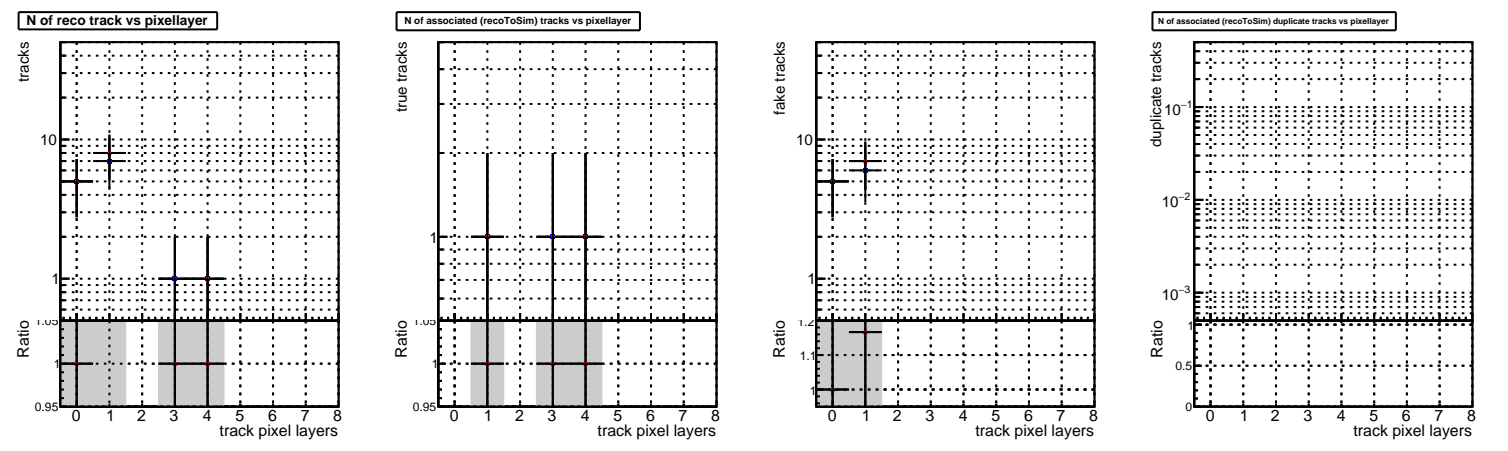 N of reco track vs pixellayer
tracks
10
1
Ratio
1.05
1
0.95
0 1 2 3 4 5 6 7 8
track pixel layers
N of associated (recoToSim) tracks vs pixellayer
true tracks
1
Ratio
1.05
1
0.95
0 1 2 3 4 5 6 7 8
track pixel layers
fake tracks
10
1
Ratio
1.2
1.1
1
0 1 2 3 4 5 6 7 8
track pixel layers
N of associated (recoToSim) duplicate tracks vs pixellayer
duplicate tracks
10⁻¹
10⁻²
10⁻³
Ratio
1
0.5
0
0 1 2 3 4 5 6 7 8
track pixel layers